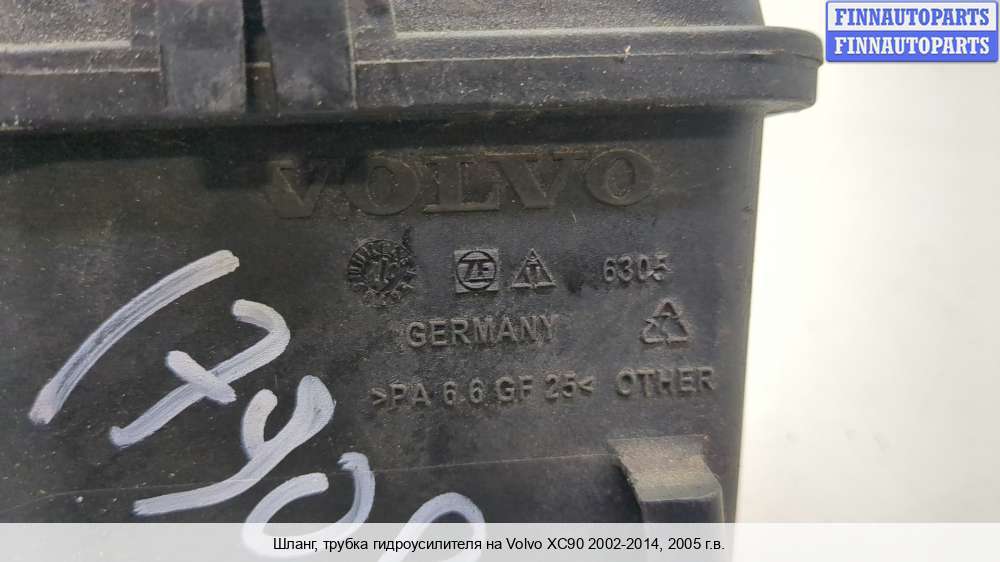 FINNAUTOPARTS
FINNAUTOPARTS
VOLVO
ZF 6305
GERMANY
>PA 6.6 GF 25< OTHER
Шланг, трубка гидроусилителя на Volvo XC90 2002-2014, 2005 г.в.